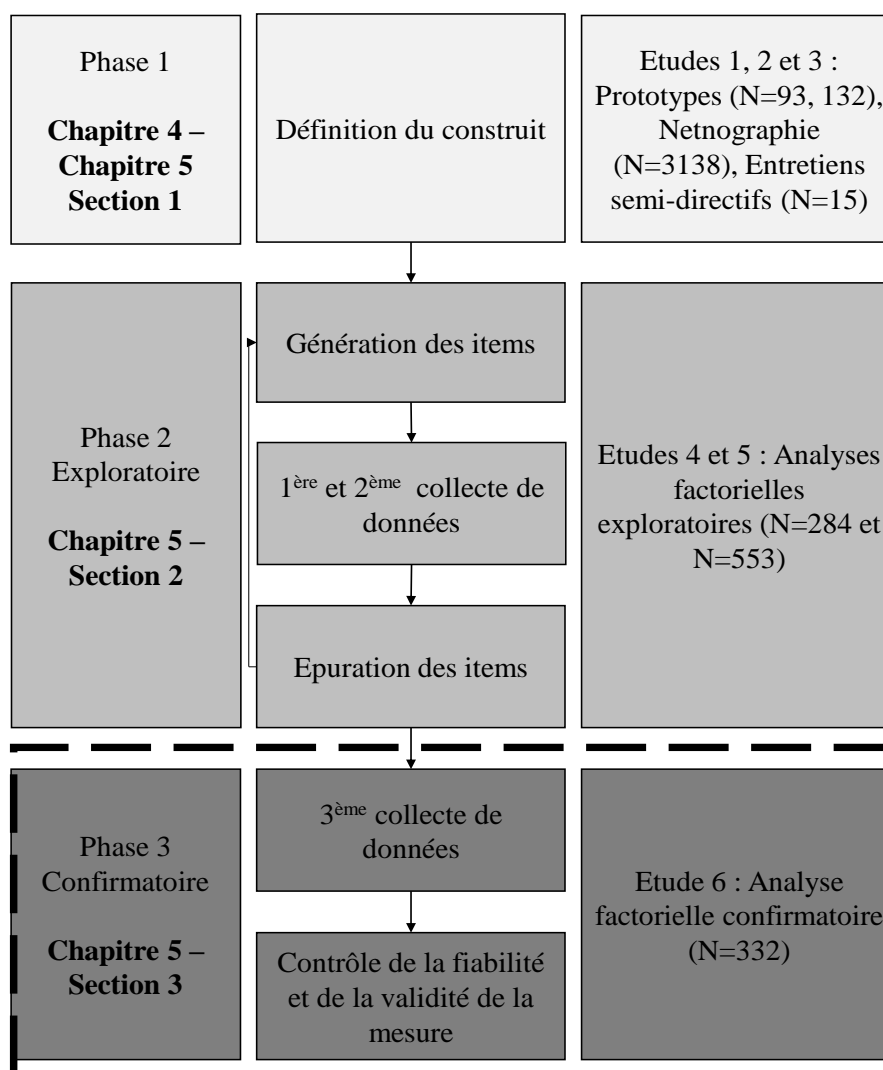 Phase 1
Chapitre 4 –
Chapitre 5
Section 1
Définition du construit
Etudes 1, 2 et 3 :
Prototypes (N=93, 132),
Netnographie
(N=3138), Entretiens
semi-directifs (N=15)
Phase 2
Exploratoire
Chapitre 5 –
Section 2
Génération des items
1ère et 2ème collecte de
données
Epuration des items
Etudes 4 et 5 : Analyses
factorielles
exploratoires (N=284 et
N=553)
Phase 3
Confirmatoire
Chapitre 5 –
Section 3
3ème collecte de
données
Contrôle de la fiabilité
et de la validité de la
mesure
Etude 6 : Analyse
factorielle confirmatoire
(N=332)